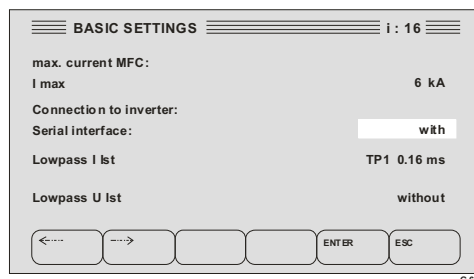 BASIC SETTINGS i : 16
max. current MFC:
I max 6 kA
Connection to inverter:
Serial interface: with
Lowpass I Ist TP1 0.16 ms
Lowpass U Ist without
ENTER ESC